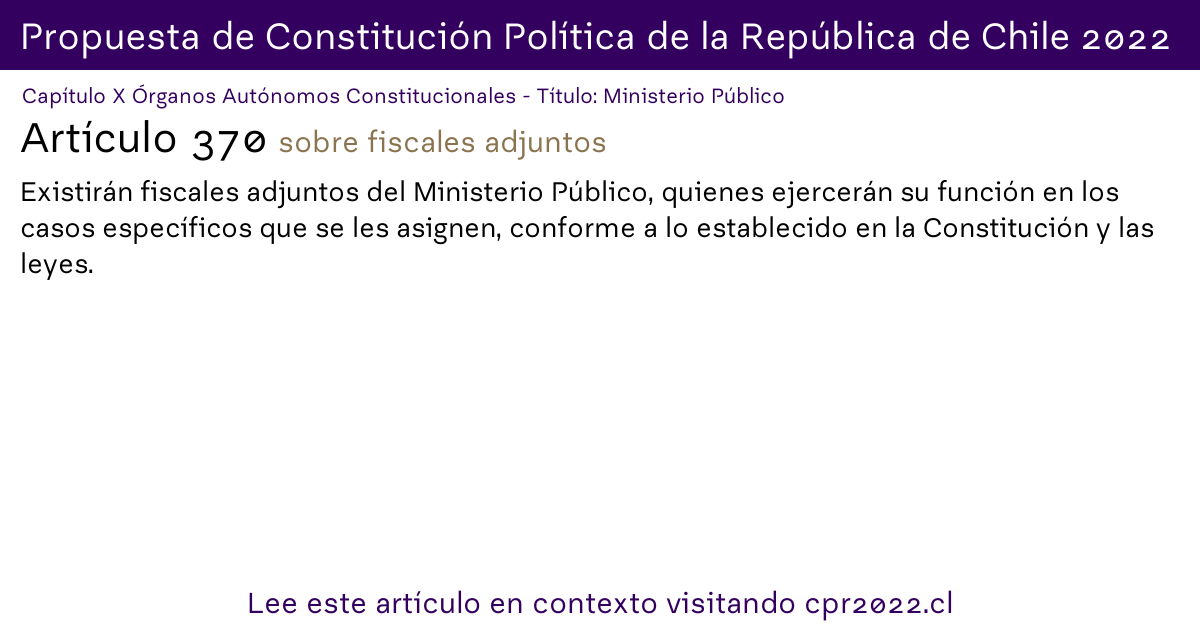 Propuesta de Constitución Política de la República de Chile 2022
Capítulo X Órganos Autónomos Constitucionales - Título: Ministerio Público
Artículo 370 sobre fiscales adjuntos
Existirán fiscales adjuntos del Ministerio Público, quienes ejercerán su función en los
casos específicos que se les asignen, conforme a lo establecido en la Constitución y las
leyes.
Lee este artículo en contexto visitando cpr2022.cl